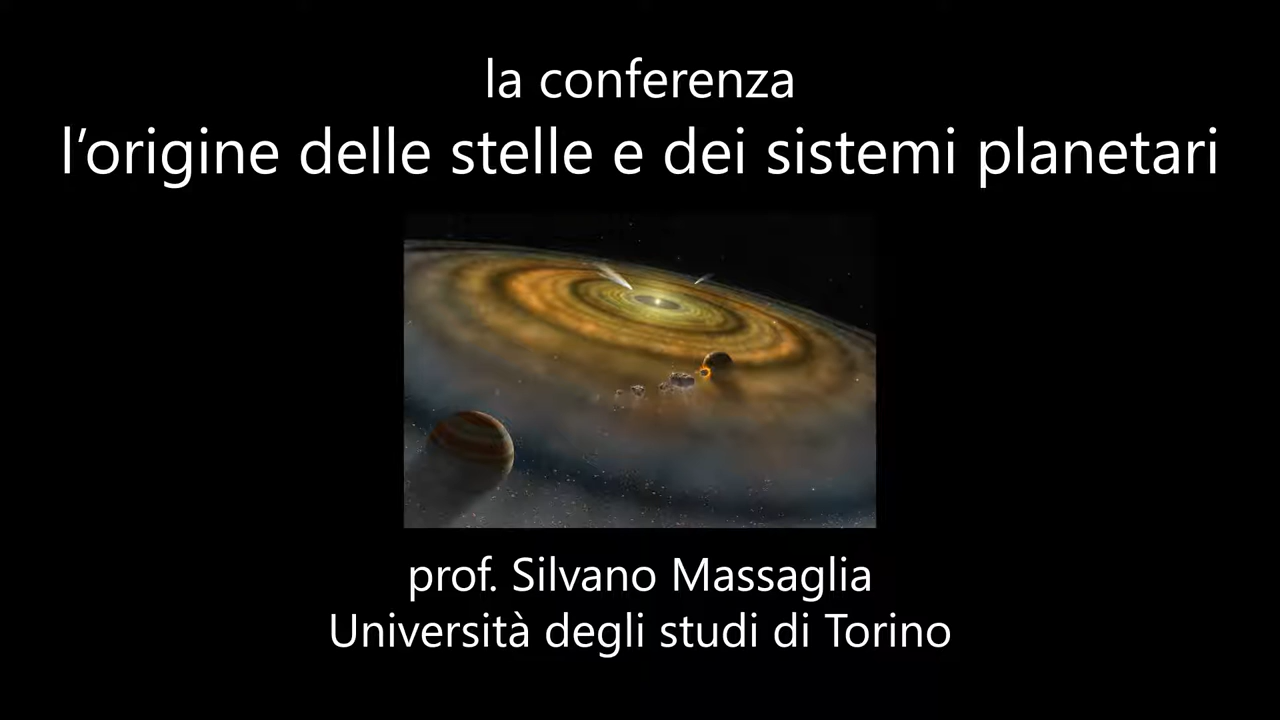 la conferenza
l'origine delle stelle e dei sistemi planetari
prof. Silvano Massaglia
Università degli studi di Torino